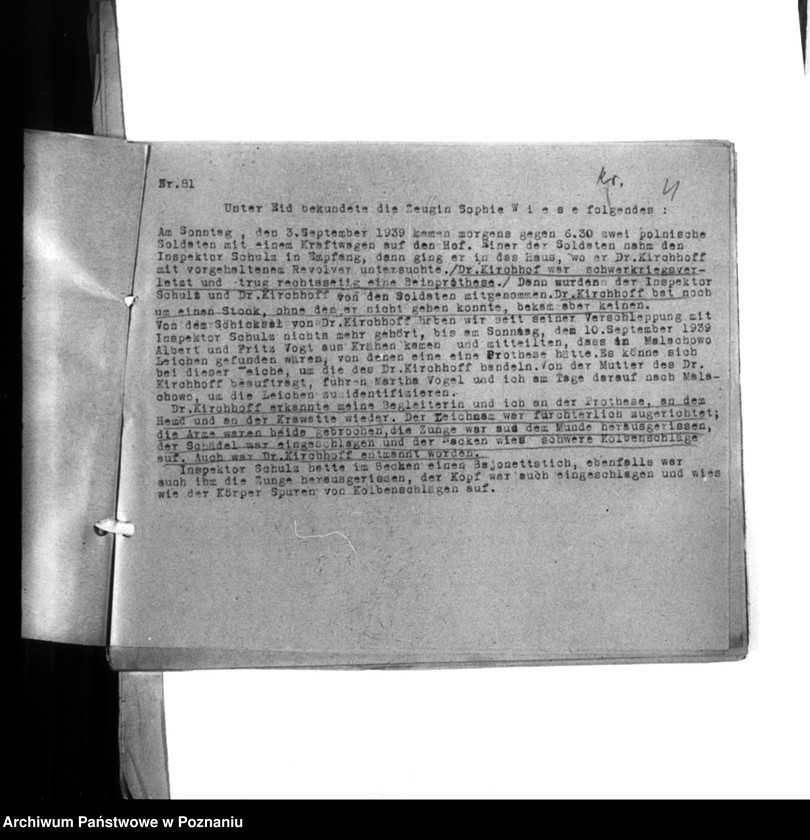 Nr.81
Kr.
Unter Eid bekundete die Zeugin Sophie W i e s e folgendes :
Am Sonntag , den 3.September 1939 kamen morgens gegen 6.30 zwei polnische
Soldaten mit einem Kraftwagen auf den Hof. Einer der Soldaten nahm den
Inspektor Schulz in Empfang, dann ging er in das Haus, wo er Dr.Kirchhoff
mit vorgehaltenem Revolver untersuchte./Dr.Kirchhof war schwerkriegsver-
letzt und trug rechtsseitig eine Beinprothese./ Dann wurdenn der Inspektor
Schulz und Dr.Kirchhoff von den Soldaten mitgenommen.Dr.Kirchhoff bat noch
um einen Stock, ohne den er nicht gehen konnte, bekam aber keinen.
Von dem Schicksal von Dr.Kirchhoff haben wir seit seiner Verschleppung mit
Inspektor Schulz nichts mehr gehört, bis am Sonntag, dem 10.September 1939
Albert und Fritz Vogt aus Krähen kamen und mitteilten, dass in Malachowo
Leichen gefunden wären, von denen eine eine Prothese hätte.Es könne sich
bei dieser Leiche, um die des Dr.Kirchhoff handeln.Von der Mutter des Dr.
Kirchhoff beauftragt, fuhren Martha Vogel und ich am Tage darauf nach Mala-
chowo, um die Leichen zu identifizieren.
Dr.Kirchhoff erkannte meine Begleiterin und ich an der Prothese, an dem
Hemd und an der Krawatte wieder. Der Leichnam war fürchterlich zugerichtet;
die Arme waren beide gebrochen,die Zunge war aus dem Munde herausgerissen,
der Schädel war eingeschlagen und der Nacken wies schwere Kolbenschläge
auf. Auch war Dr.Kirchhoff entmannt worden.
Inspektor Schulz hatte im Becken einen Bajonettstich, ebenfalls war
auch ihm die Zunge herausgerissen, der Kopf war auch eingeschlagen und wies
wie der Körper Spuren von Kolbenschlägen auf.
Archiwum Państwowe w Poznaniu